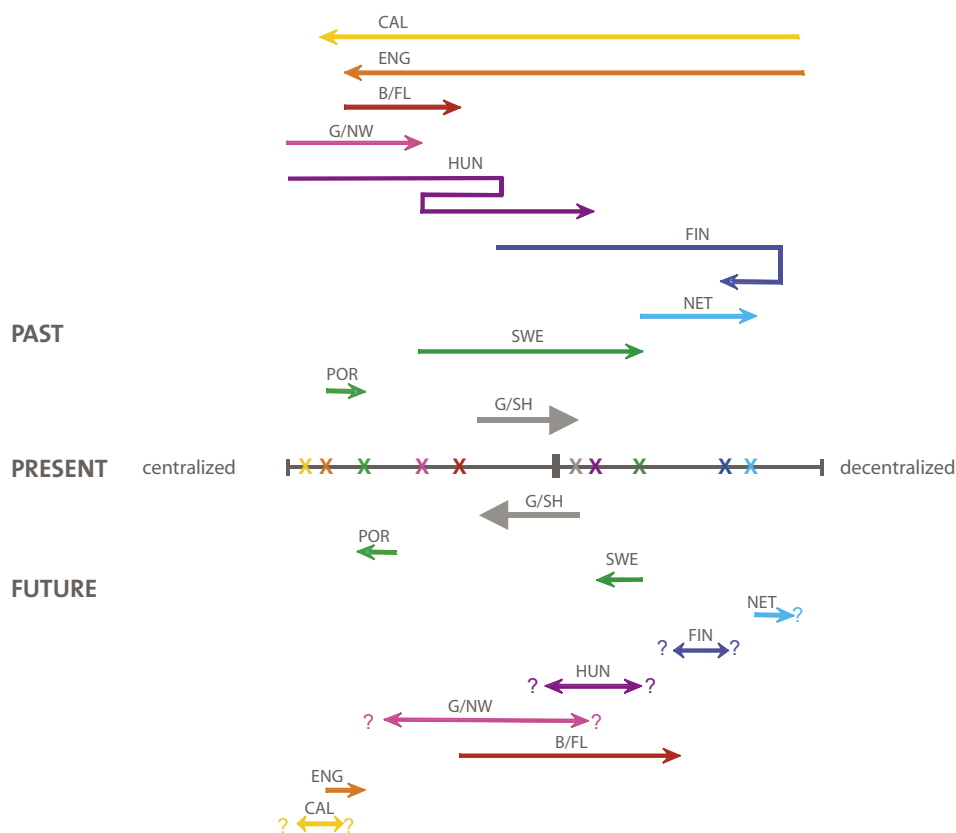 CAL
ENG
B/FL
G/NW
HUN
FIN
NET
PAST
SWE
POR
G/SH
PRESENT centralized X X X X X X X X X X decentralized
G/SH
POR
SWE
FUTURE
NET
?
? FIN ?
? HUN ?
? G/NW ?
B/FL
ENG
? CAL ?